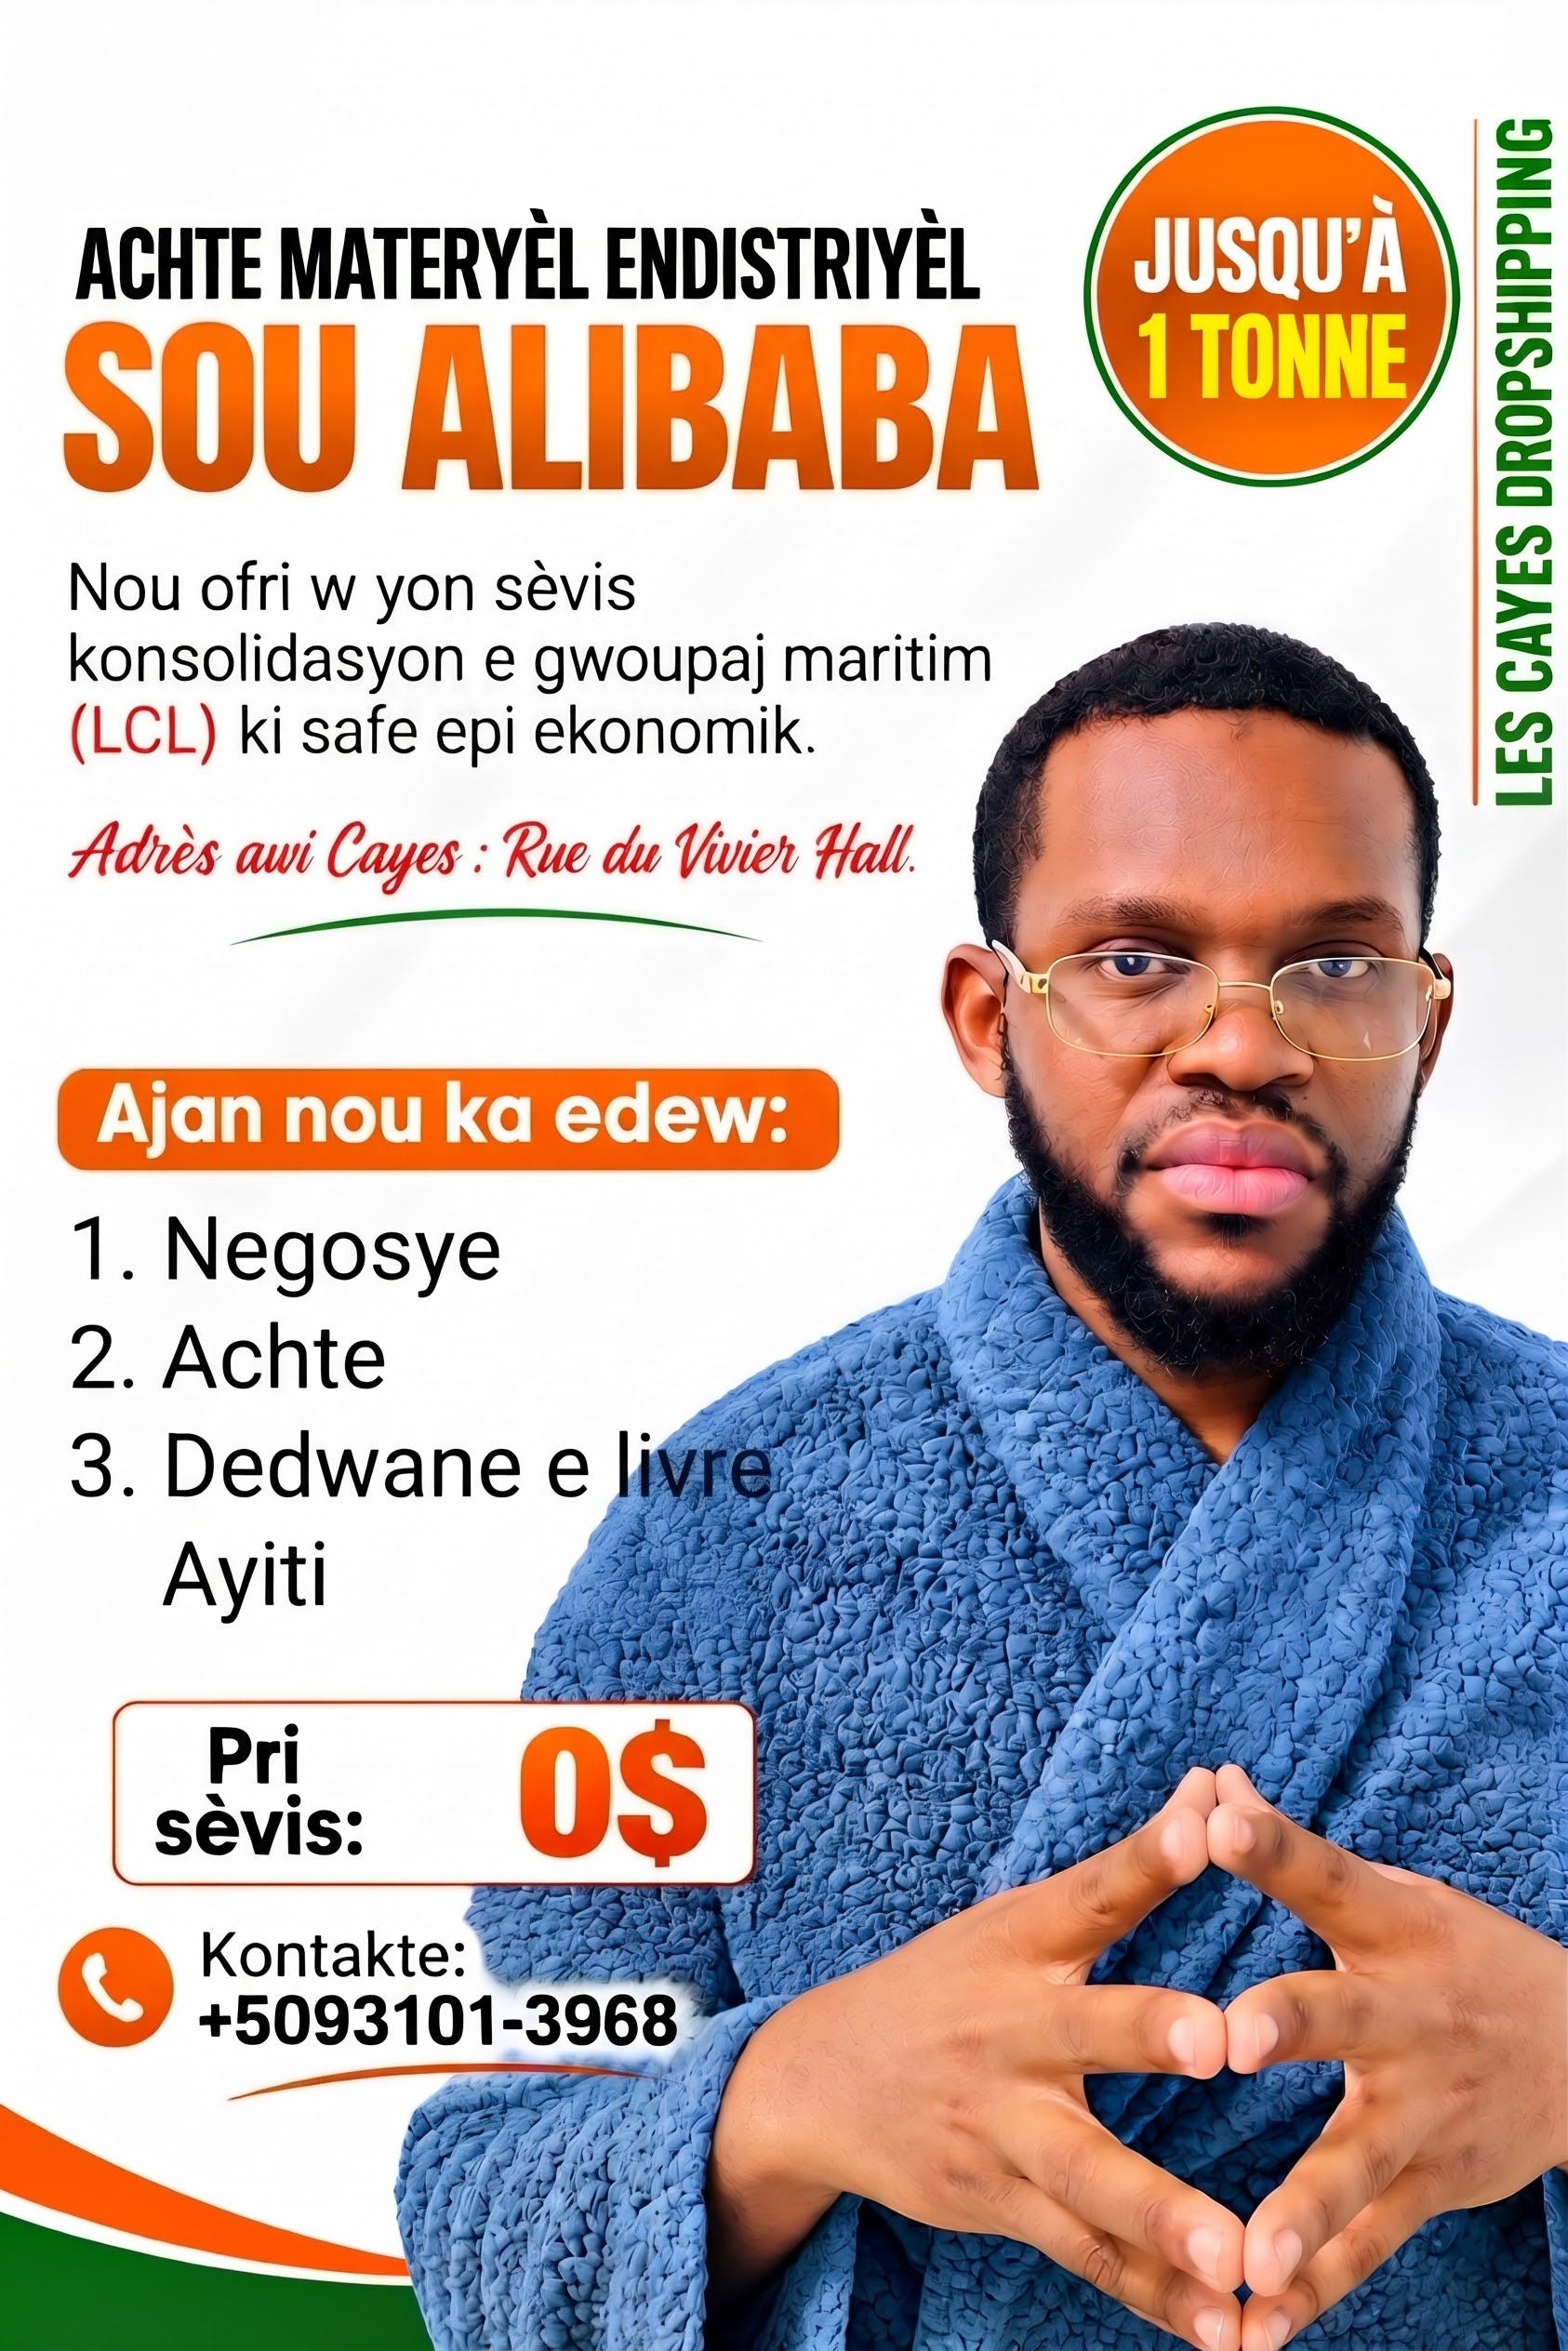 ACHTE MATERYÈL ENDISTRIYÈL
SOU ALIBABA
JUSQU'À
1 TONNE
LES CAYES DROPSHIPPING
Nou ofri w yon sèvis
konsolidasyon e gwoupaj maritim
(LCL) ki safe epi ekonomik.
Adrès awi Cayes : Rue du Vivier Hall.
Ajan nou ka edew:
1. Negosye
2. Achte
3. Dedwane e livre
Ayiti
Pri
sèvis:
0$
Kontakte:
+5093101-3968